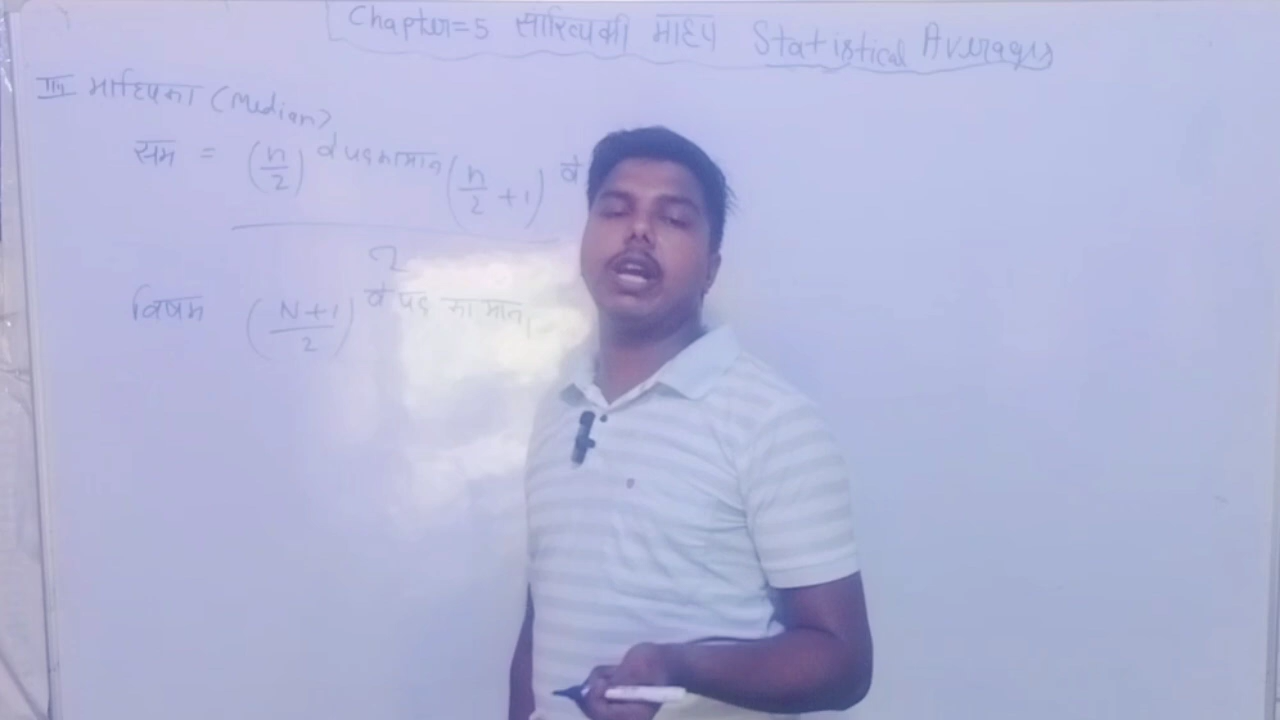 Chapter=5 सांख्यिकी माध्य Statistical Averages
III माध्यिका (Median)
सम = (n/2) वे पद का मान (n/2 +1) वे
2
विषम (N+1/2) वे पद का मान